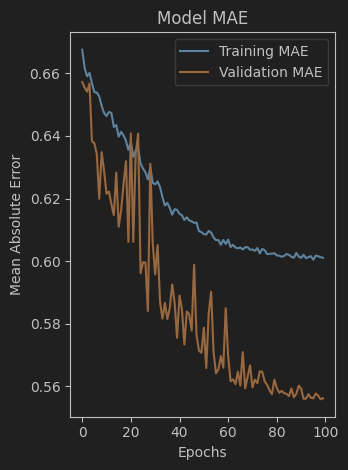 Model MAE
Training MAE
Validation MAE
Mean Absolute Error
0.66
0.64
0.62
0.60
0.58
0.56
0 20 40 60 80 100
Epochs